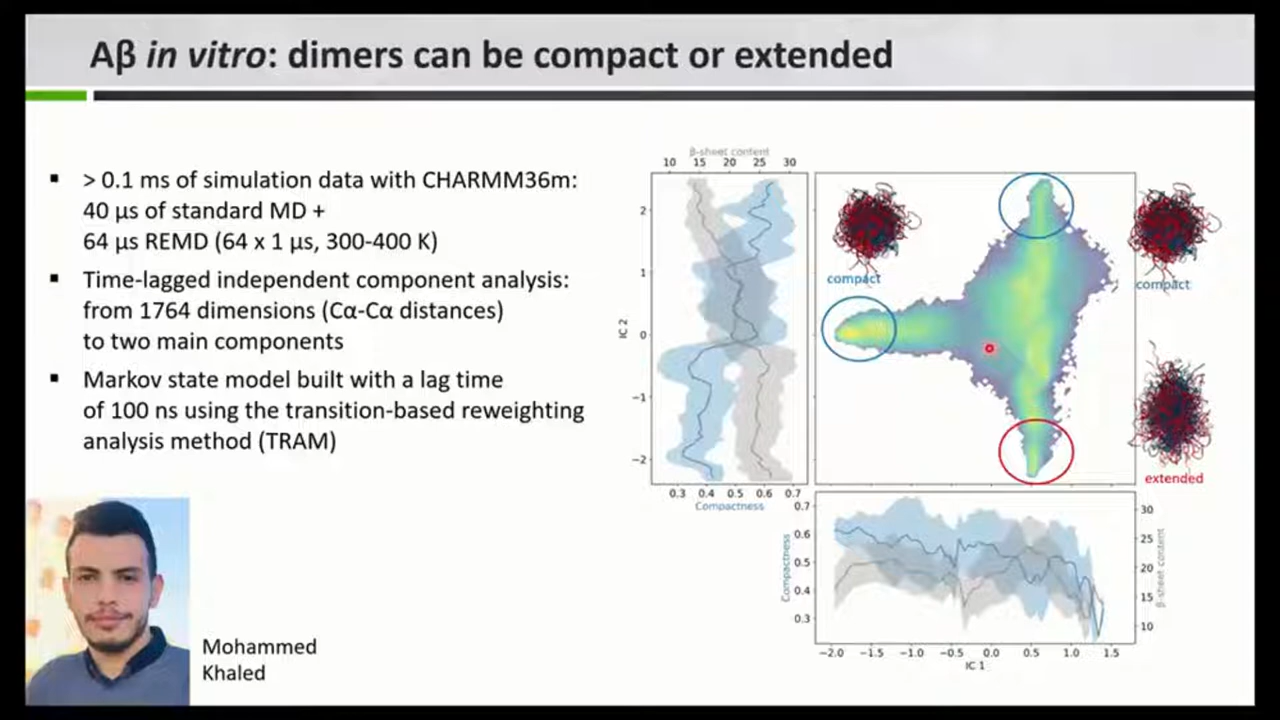 Aβ in vitro: dimers can be compact or extended
▪ > 0.1 ms of simulation data with CHARMM36m:
40 μs of standard MD +
64 μs REMD (64 x 1 μs, 300-400 K)
▪ Time-lagged independent component analysis:
from 1764 dimensions (Cα-Cα distances)
to two main components
▪ Markov state model built with a lag time
of 100 ns using the transition-based reweighting
analysis method (TRAM)
Mohammed
Khaled
β-sheet content
10 15 20 25 30
IC 2
2
1
0
−1
−2
0.3 0.4 0.5 0.6 0.7
Compactness
compact
compact
extended
Compactness
0.7
0.6
0.5
0.4
0.3
30
25
20
15
10
β-sheet content
−2.0 −1.5 −1.0 −0.5 0.0 0.5 1.0 1.5
IC 1